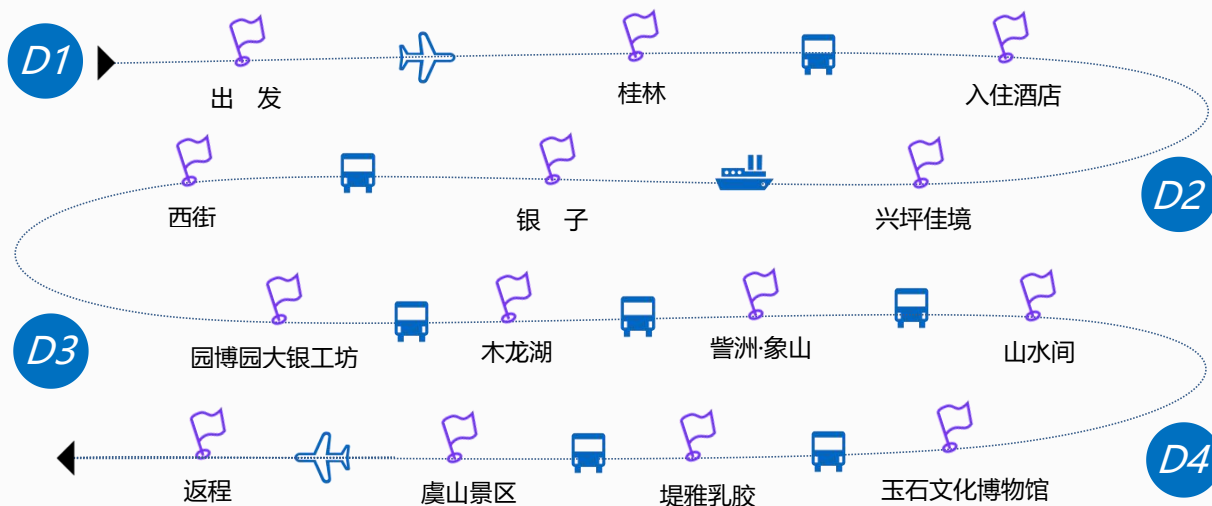 D1
出 发
桂林
入住酒店
D2
兴坪佳境
银 子
西街
D3
园博园大银工坊
木龙湖
訾洲·象山
山水间
D4
玉石文化博物馆
堤雅乳胶
虞山景区
返程